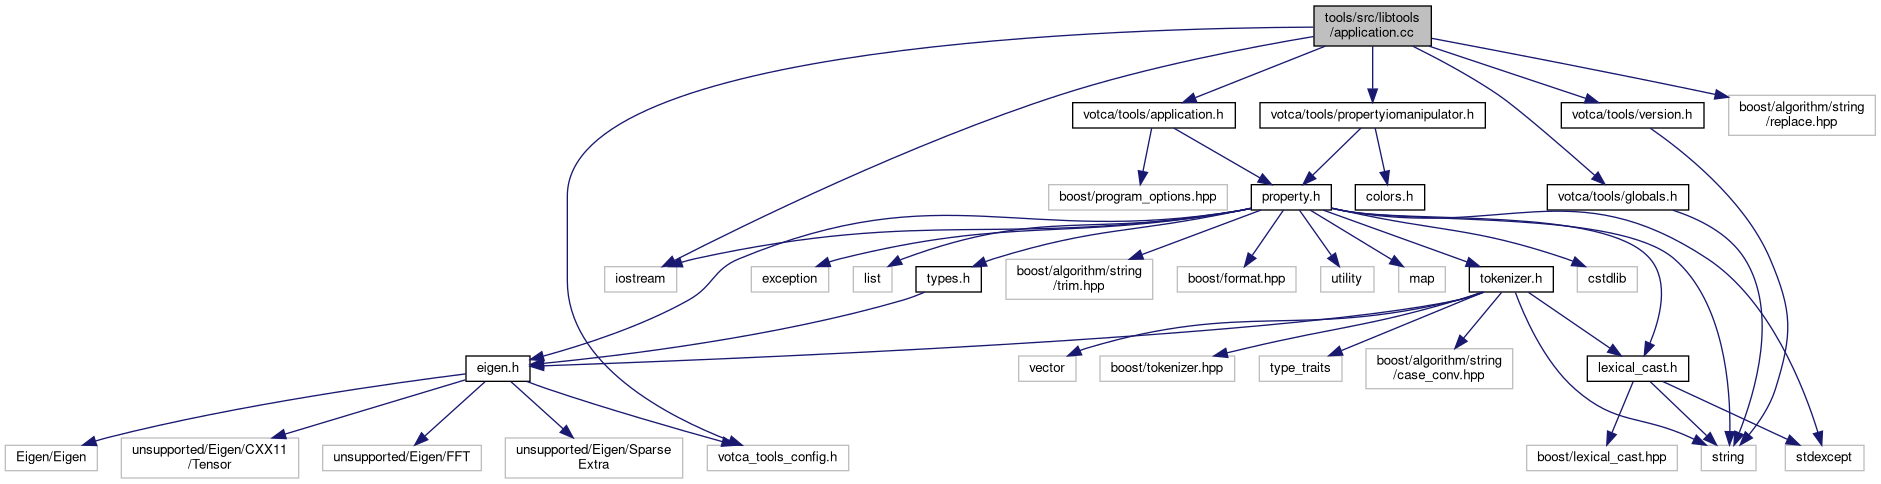 tools/src/libtools
/application.cc
votca/tools/application.h
votca/tools/propertyiomanipulator.h
votca/tools/version.h
boost/algorithm/string
/replace.hpp
boost/program_options.hpp
property.h
colors.h
votca/tools/globals.h
iostream
exception
list
types.h
boost/algorithm/string
/trim.hpp
boost/format.hpp
utility
map
tokenizer.h
cstdlib
eigen.h
vector
boost/tokenizer.hpp
type_traits
boost/algorithm/string
/case_conv.hpp
lexical_cast.h
Eigen/Eigen
unsupported/Eigen/CXX11
/Tensor
unsupported/Eigen/FFT
unsupported/Eigen/Sparse
Extra
votca_tools_config.h
boost/lexical_cast.hpp
string
stdexcept